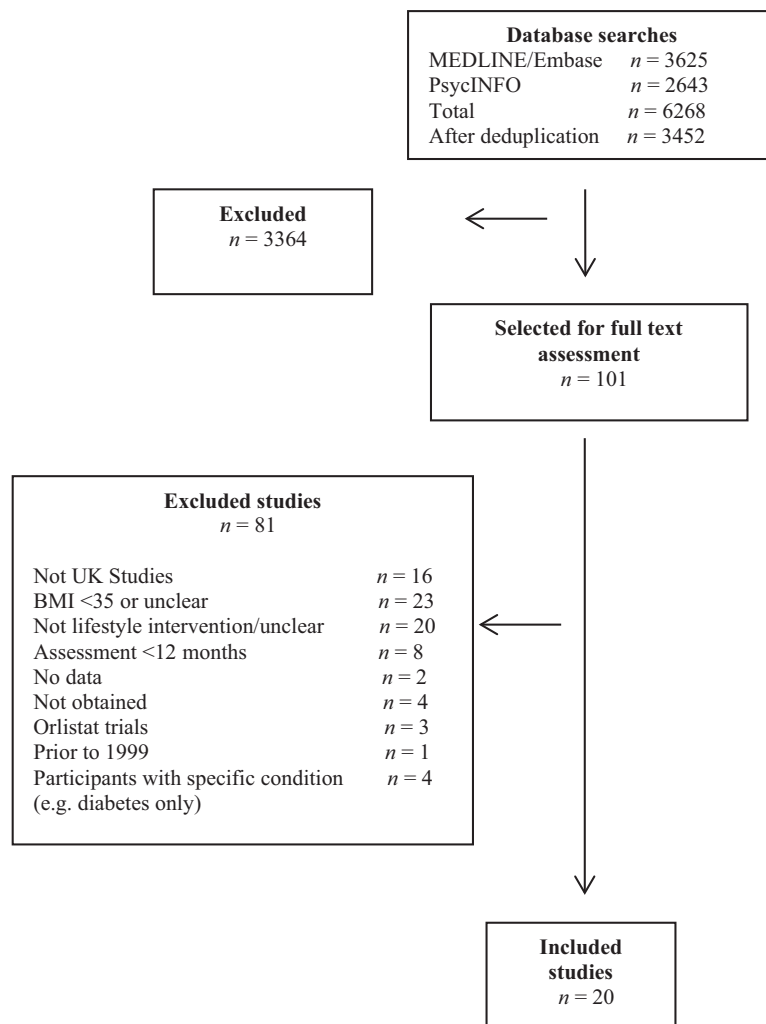 Database searches
MEDLINE/Embase n = 3625
PsycINFO n = 2643
Total n = 6268
After deduplication n = 3452
Excluded
n = 3364
Selected for full text
assessment
n = 101
Excluded studies
n = 81
Not UK Studies n = 16
BMI <35 or unclear n = 23
Not lifestyle intervention/unclear n = 20
Assessment <12 months n = 8
No data n = 2
Not obtained n = 4
Orlistat trials n = 3
Prior to 1999 n = 1
Participants with specific condition n = 4
(e.g. diabetes only)
Included
studies
n = 20